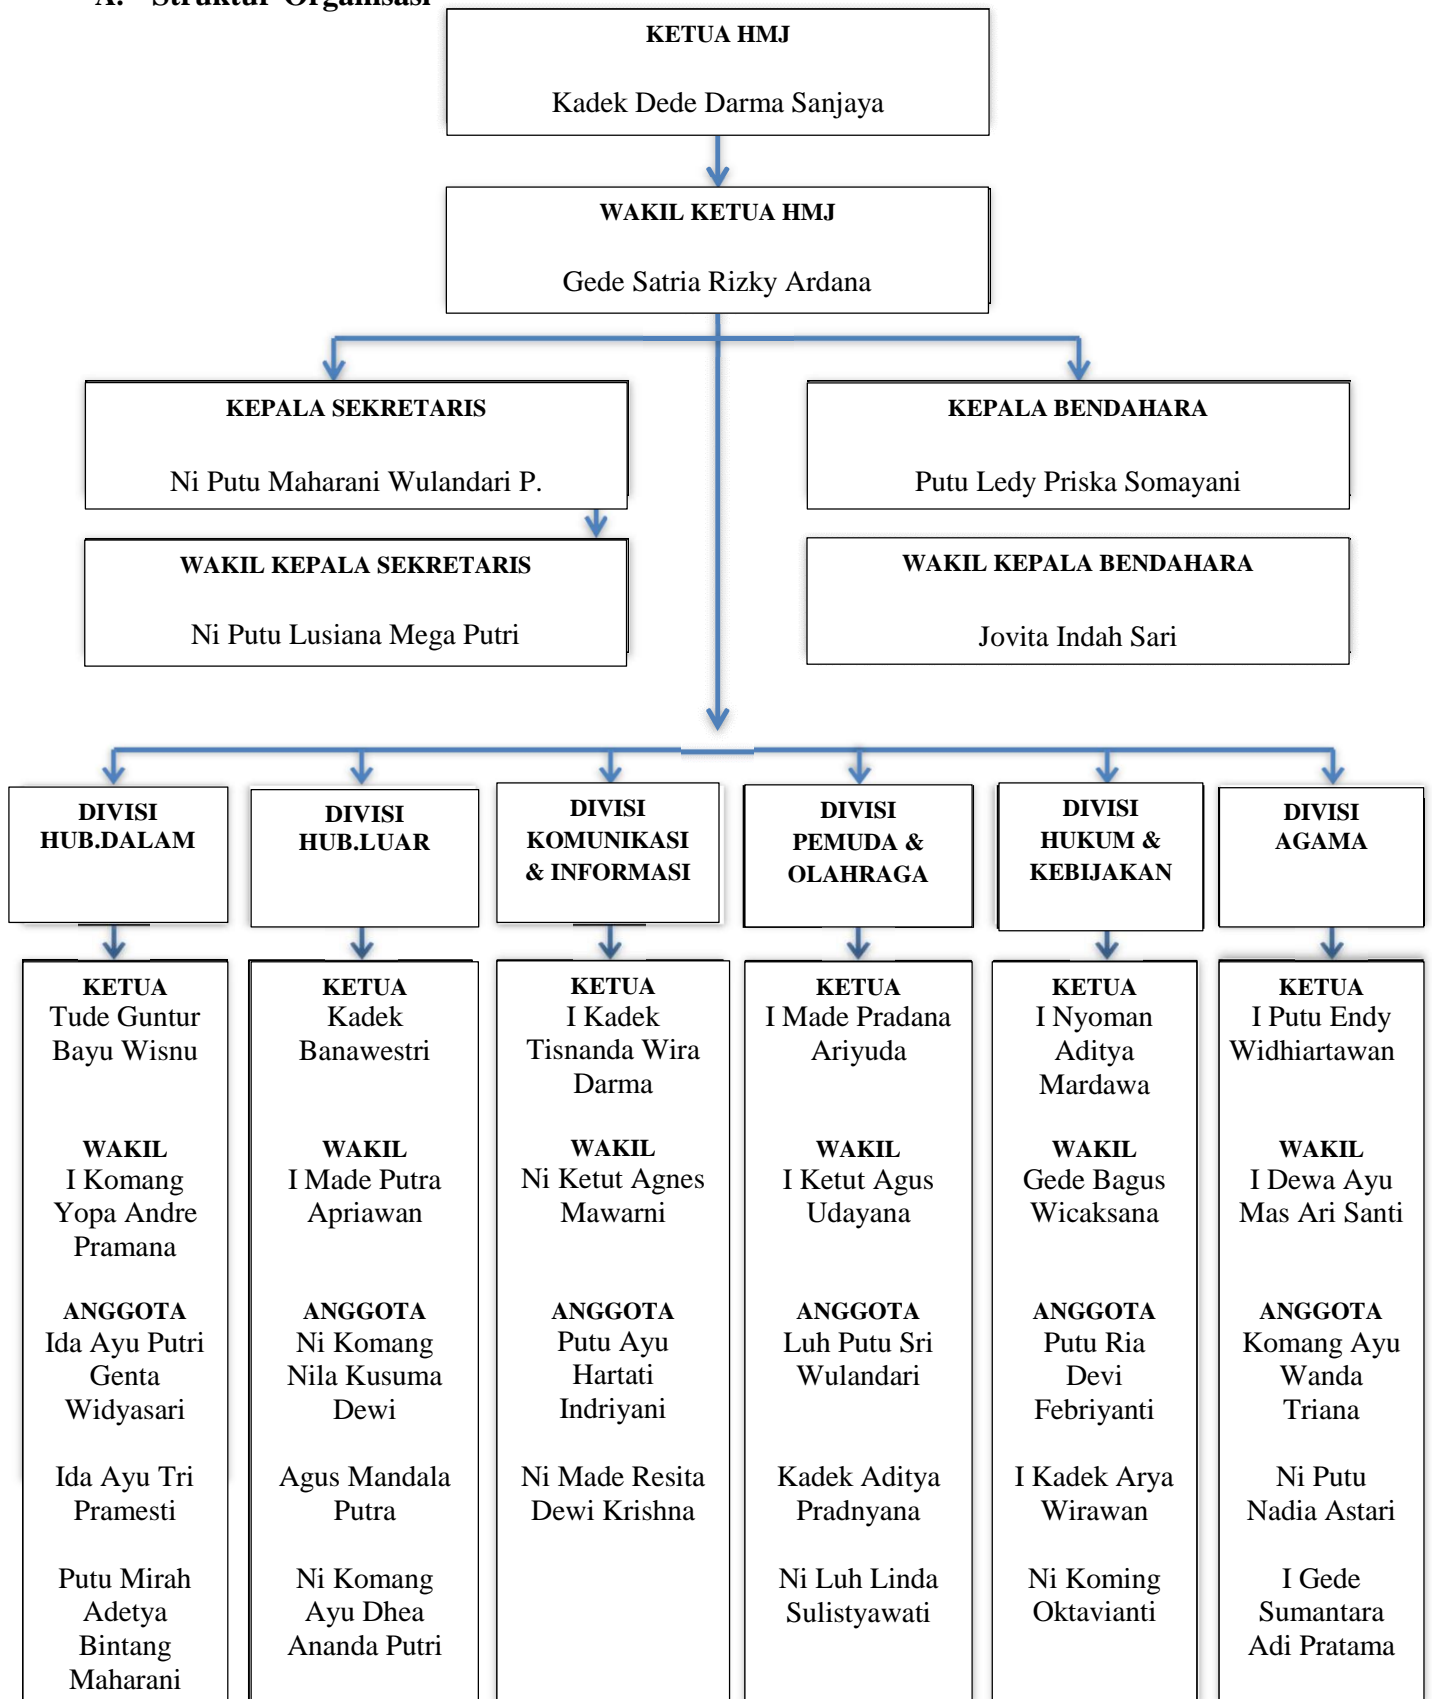 A. Struktur Organisasi
KETUA HMJ
Kadek Dede Darma Sanjaya
WAKIL KETUA HMJ
Gede Satria Rizky Ardana
KEPALA SEKRETARIS
Ni Putu Maharani Wulandari P.
KEPALA BENDAHARA
Putu Ledy Priska Somayani
WAKIL KEPALA SEKRETARIS
Ni Putu Lusiana Mega Putri
WAKIL KEPALA BENDAHARA
Jovita Indah Sari
DIVISI
HUB.DALAM
DIVISI
HUB.LUAR
DIVISI
KOMUNIKASI
& INFORMASI
DIVISI
PEMUDA &
OLAHRAGA
DIVISI
HUKUM &
KEBIJAKAN
DIVISI
AGAMA
KETUA
Tude Guntur
Bayu Wisnu
WAKIL
I Komang
Yopa Andre
Pramana
ANGGOTA
Ida Ayu Putri
Genta
Widyasari
Ida Ayu Tri
Pramesti
Putu Mirah
Adetya
Bintang
Maharani
KETUA
Kadek
Banawestri
WAKIL
I Made Putra
Apriawan
ANGGOTA
Ni Komang
Nila Kusuma
Dewi
Agus Mandala
Putra
Ni Komang
Ayu Dhea
Ananda Putri
KETUA
I Kadek
Tisnanda Wira
Darma
WAKIL
Ni Ketut Agnes
Mawarni
ANGGOTA
Putu Ayu
Hartati
Indriyani
Ni Made Resita
Dewi Krishna
KETUA
I Made Pradana
Ariyuda
WAKIL
I Ketut Agus
Udayana
ANGGOTA
Luh Putu Sri
Wulandari
Kadek Aditya
Pradnyana
Ni Luh Linda
Sulistyawati
KETUA
I Nyoman
Aditya
Mardawa
WAKIL
Gede Bagus
Wicaksana
ANGGOTA
Putu Ria
Devi
Febriyanti
I Kadek Arya
Wirawan
Ni Koming
Oktavianti
KETUA
I Putu Endy
Widhiartawan
WAKIL
I Dewa Ayu
Mas Ari Santi
ANGGOTA
Komang Ayu
Wanda
Triana
Ni Putu
Nadia Astari
I Gede
Sumantara
Adi Pratama